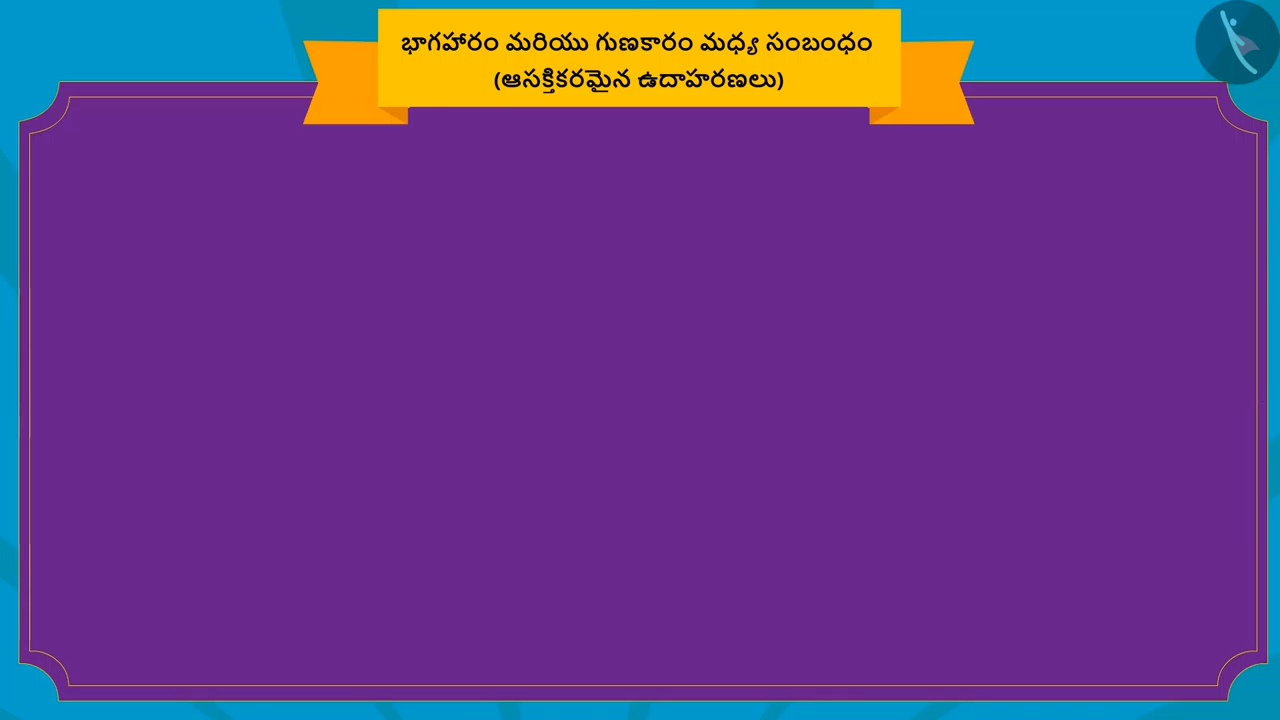 భాగహారం మరియు గుణకారం మధ్య సంబంధం
(ఆసక్తికరమైన ఉదాహరణలు)